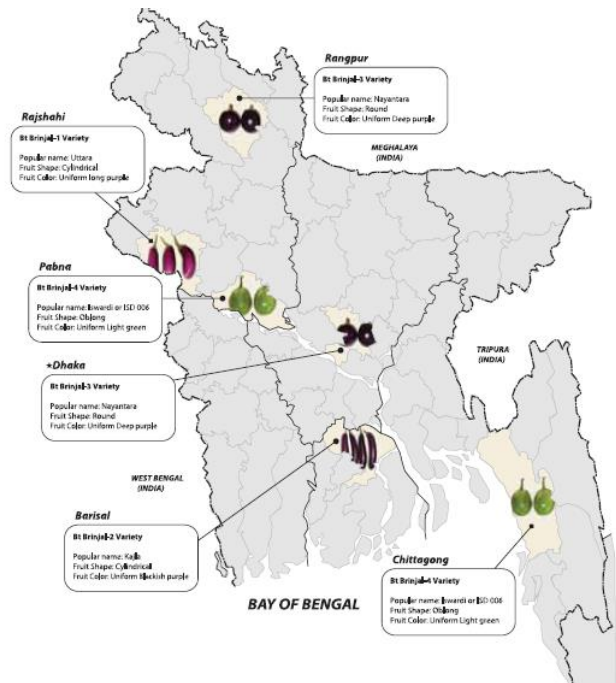 Rangpur
Bt Brinjal-3 Variety
Popular name: Nayantara
Fruit Shape: Round
Fruit Color: Uniform Deep purple
Rajshahi
Bt Brinjal-1 Variety
Popular name: Uttara
Fruit Shape: Cylindrical
Fruit Color: Uniform long purple
MEGHALAYA
(INDIA)
Pabna
Bt Brinjal-4 Variety
Popular name: Iswardi or ISD 006
Fruit Shape: Oblong
Fruit Color: Uniform Light green
*Dhaka
Bt Brinjal-3 Variety
Popular name: Nayantara
Fruit Shape: Round
Fruit Color: Uniform Deep purple
TRIPURA
(INDIA)
WEST BENGAL
(INDIA)
Barisal
Bt Brinjal-2 Variety
Popular name: Kajla
Fruit Shape: Cylindrical
Fruit Color: Uniform Blackish purple
Chittagong
Bt Brinjal-4 Variety
Popular name: Iswardi or ISD 006
Fruit Shape: Oblong
Fruit Color: Uniform Light green
BAY OF BENGAL